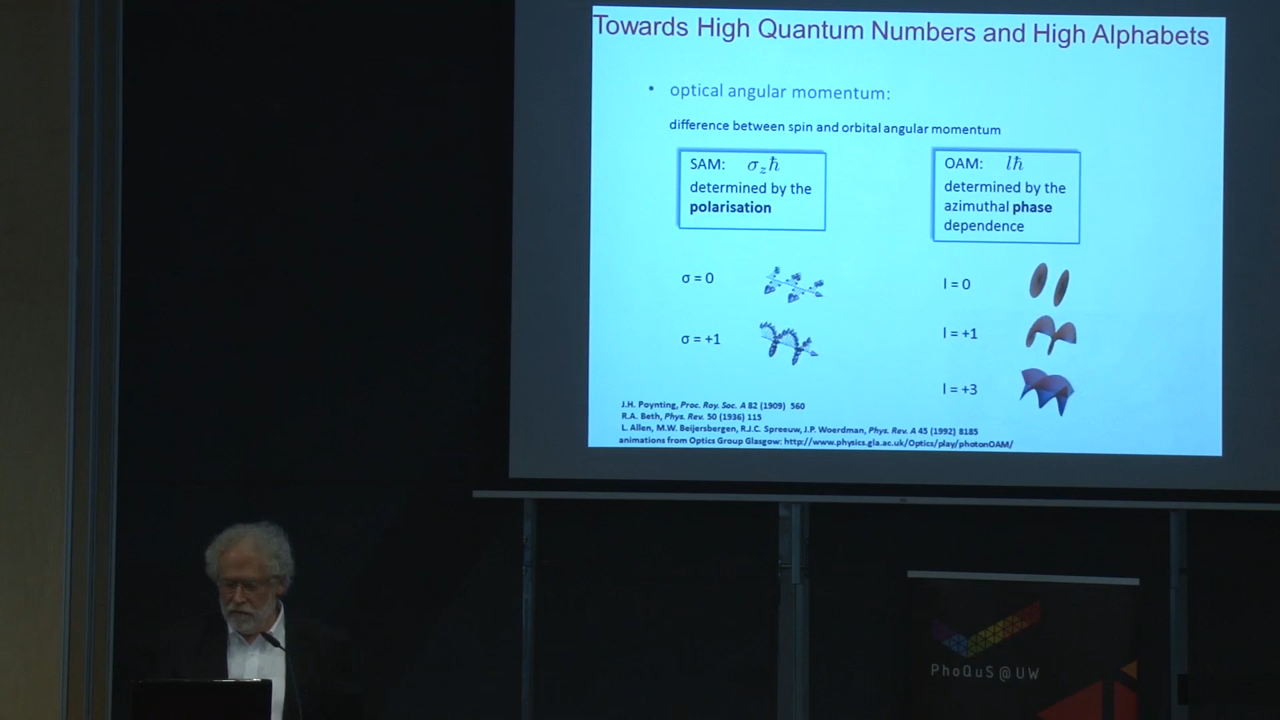 Towards High Quantum Numbers and High Alphabets
• optical angular momentum:
difference between spin and orbital angular momentum
SAM: σ_z ħ
determined by the
polarisation
OAM: lħ
determined by the
azimuthal phase
dependence
σ = 0
σ = +1
l = 0
l = +1
l = +3
J.H. Poynting, Proc. Roy. Soc. A 82 (1909) 560
R.A. Beth, Phys. Rev. 50 (1936) 115
L. Allen, M.W. Beijersbergen, R.J.C. Spreeuw, J.P. Woerdman, Phys. Rev. A 45 (1992) 8185
animations from Optics Group Glasgow: http://www.physics.gla.ac.uk/Optics/play/photonOAM/
PhoQuS@UW